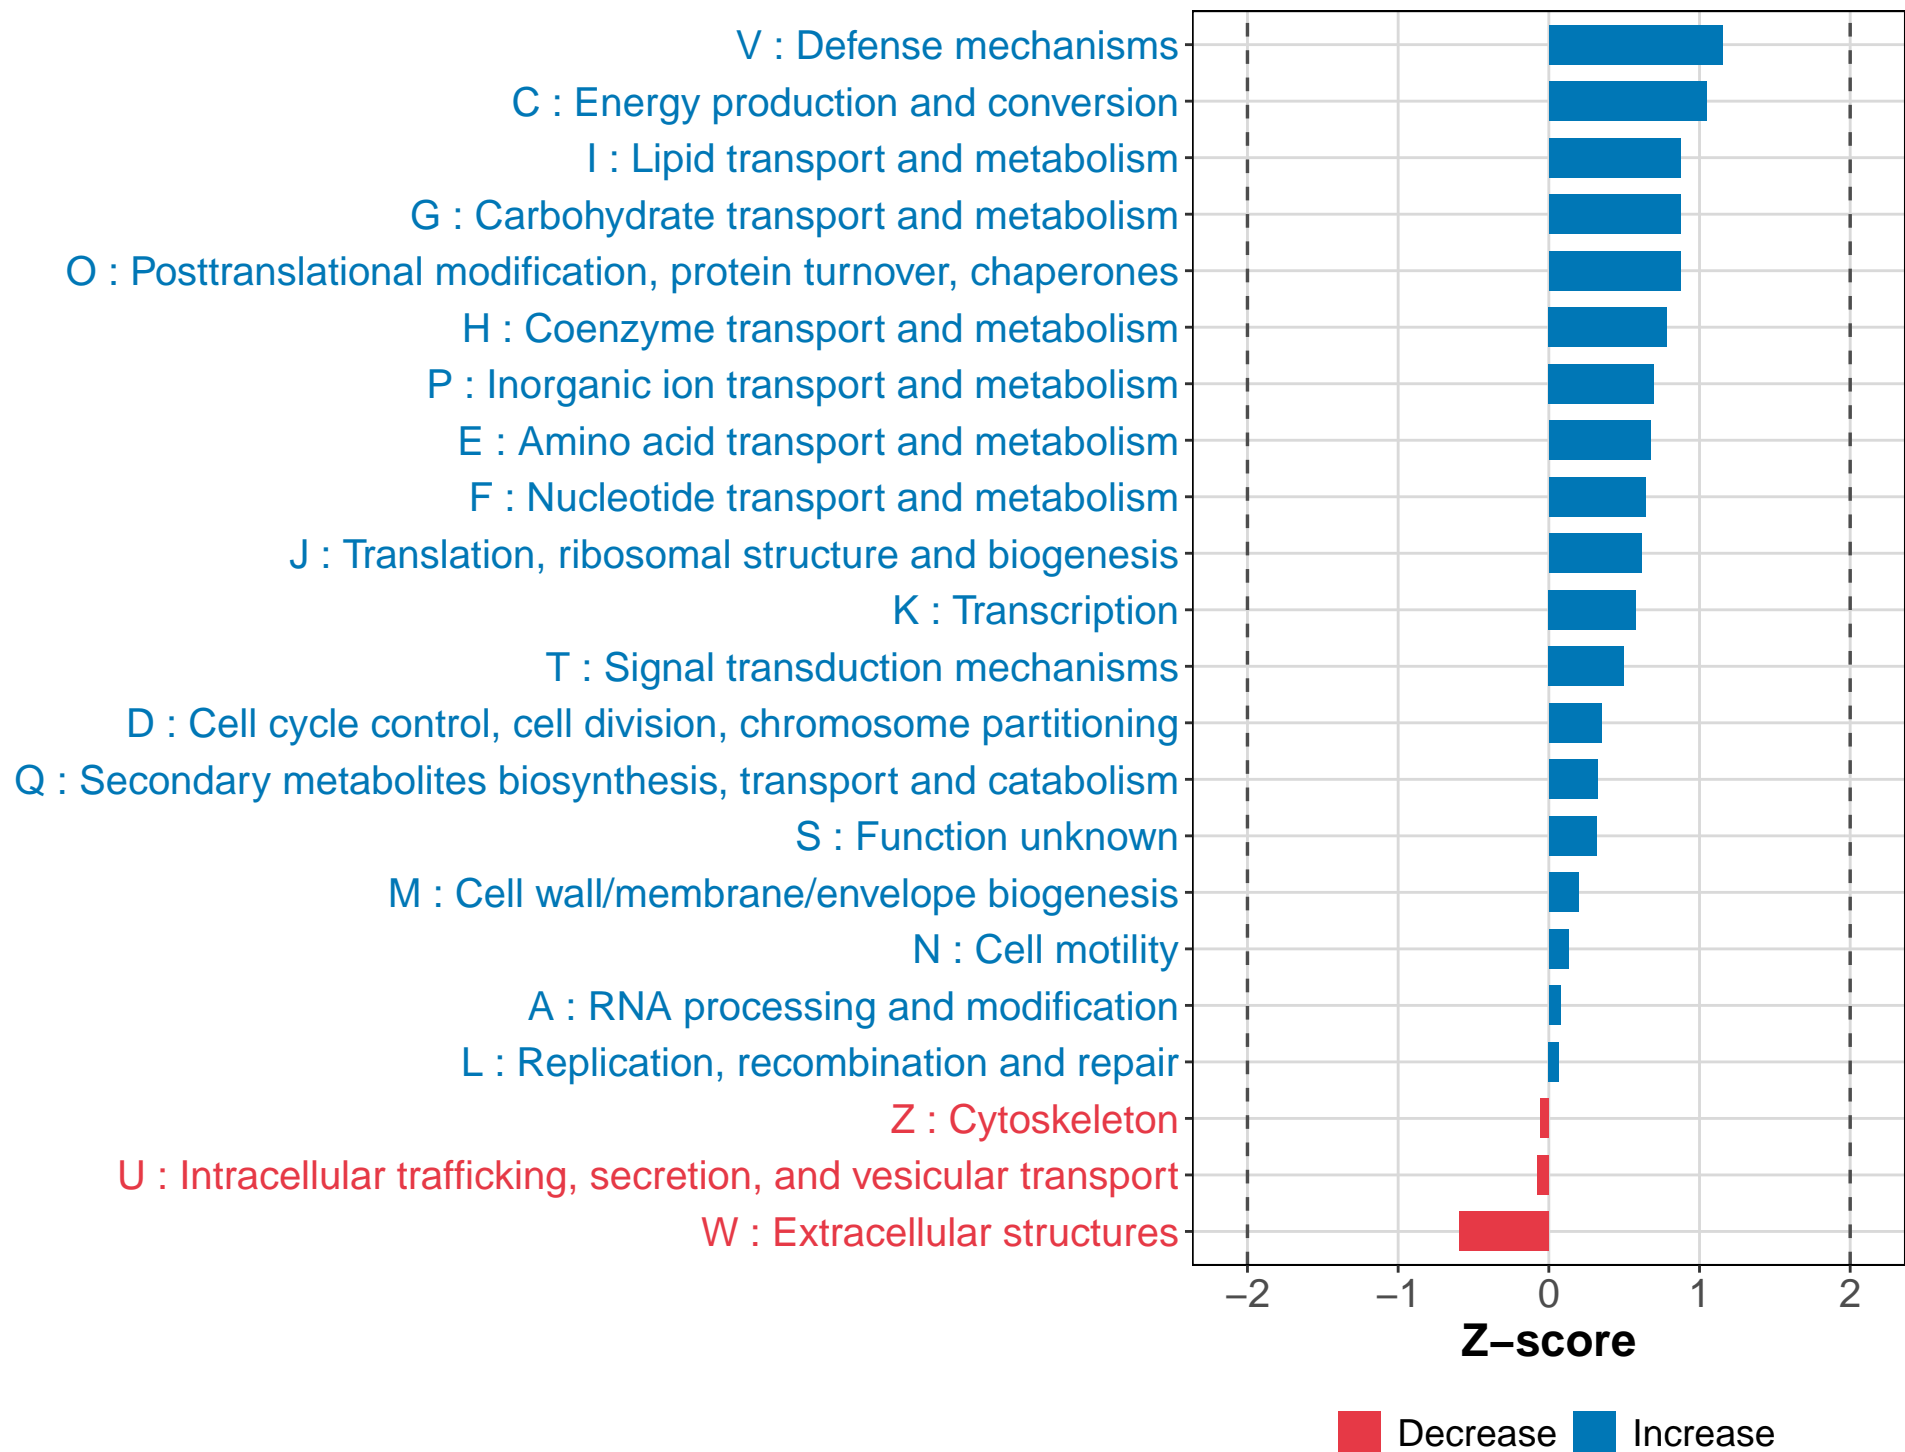 V : Defense mechanisms
C : Energy production and conversion
I : Lipid transport and metabolism
G : Carbohydrate transport and metabolism
O : Posttranslational modification, protein turnover, chaperones
H : Coenzyme transport and metabolism
P : Inorganic ion transport and metabolism
E : Amino acid transport and metabolism
F : Nucleotide transport and metabolism
J : Translation, ribosomal structure and biogenesis
K : Transcription
T : Signal transduction mechanisms
D : Cell cycle control, cell division, chromosome partitioning
Q : Secondary metabolites biosynthesis, transport and catabolism
S : Function unknown
M : Cell wall/membrane/envelope biogenesis
N : Cell motility
A : RNA processing and modification
L : Replication, recombination and repair
Z : Cytoskeleton
U : Intracellular trafficking, secretion, and vesicular transport
W : Extracellular structures
−2 −1 0 1 2
Z−score
Decrease Increase